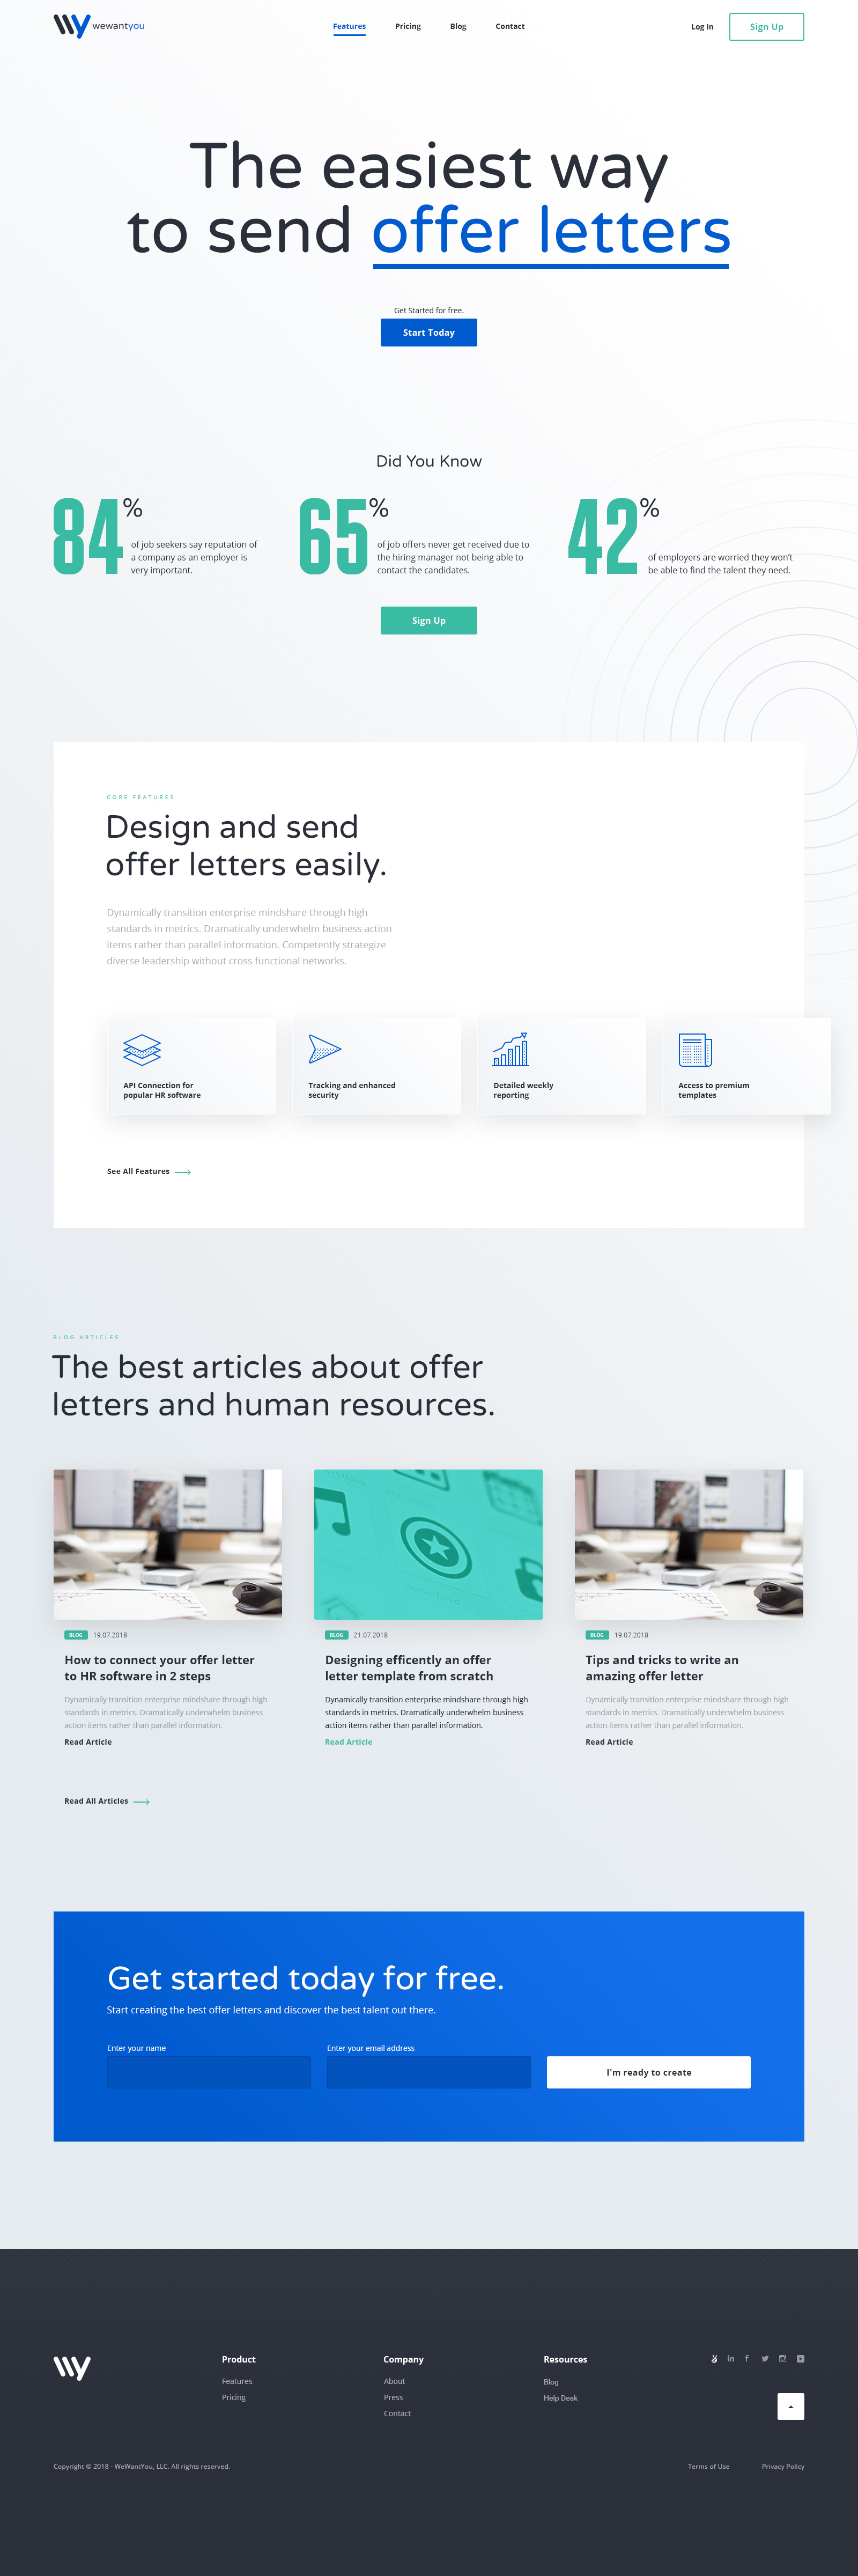 wewantyou
Features
Pricing
Blog
Contact
Log In
Sign Up
The easiest way
to send offer letters
Get Started for free.
Start Today
Did You Know
84%
of job seekers say reputation of
a company as an employer is
very important.
65%
of job offers never get received due to
the hiring manager not being able to
contact the candidates.
42%
of employers are worried they won't
be able to find the talent they need.
Sign Up
CORE FEATURES
Design and send
offer letters easily.
Dynamically transition enterprise mindshare through high
standards in metrics. Dramatically underwhelm business action
items rather than parallel information. Competently strategize
diverse leadership without cross functional networks.
API Connection for
popular HR software
Tracking and enhanced
security
Detailed weekly
reporting
Access to premium
templates
See All Features
BLOG ARTICLES
The best articles about offer
letters and human resources.
BLOG 19.07.2018
How to connect your offer letter
to HR software in 2 steps
Dynamically transition enterprise mindshare through high
standards in metrics. Dramatically underwhelm business
action items rather than parallel information.
Read Article
BLOG 21.07.2018
Designing efficently an offer
letter template from scratch
Dynamically transition enterprise mindshare through high
standards in metrics. Dramatically underwhelm business
action items rather than parallel information.
Read Article
BLOG 19.07.2018
Tips and tricks to write an
amazing offer letter
Dynamically transition enterprise mindshare through high
standards in metrics. Dramatically underwhelm business
action items rather than parallel information.
Read Article
Read All Articles
Get started today for free.
Start creating the best offer letters and discover the best talent out there.
Enter your name
Enter your email address
I'm ready to create
Product
Features
Pricing
Company
About
Press
Contact
Resources
Blog
Help Desk
Copyright © 2018 - WeWantYou, LLC. All rights reserved.
Terms of Use
Privacy Policy